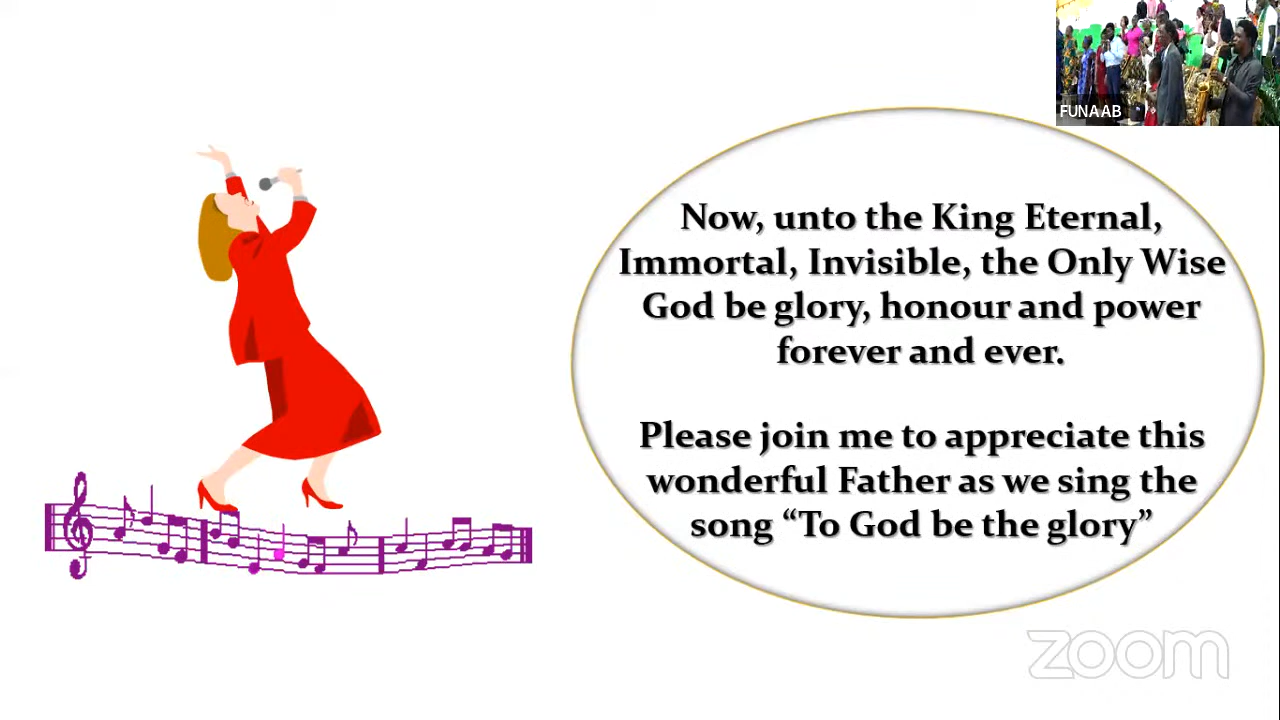 FUNAAB
Now, unto the King Eternal,
Immortal, Invisible, the Only Wise
God be glory, honour and power
forever and ever.
Please join me to appreciate this
wonderful Father as we sing the
song “To God be the glory”
zoom